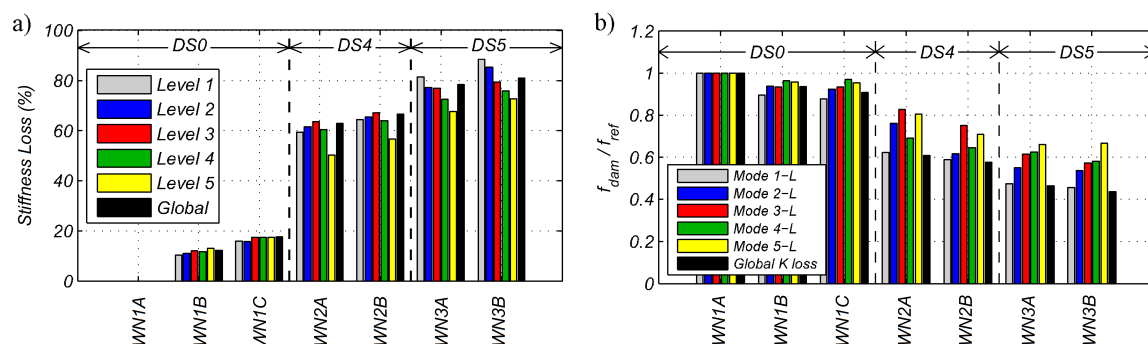 a)
Stiffness Loss (%)
100
80
60
40
20
0
DS0
DS4
DS5
Level 1
Level 2
Level 3
Level 4
Level 5
Global
WN1A
WN1B
WN1C
WN2A
WN2B
WN3A
WN3B
b)
f_dam / f_ref
1.2
1
0.8
0.6
0.4
0.2
0
DS0
DS4
DS5
Mode 1-L
Mode 2-L
Mode 3-L
Mode 4-L
Mode 5-L
Global K loss
WN1A
WN1B
WN1C
WN2A
WN2B
WN3A
WN3B